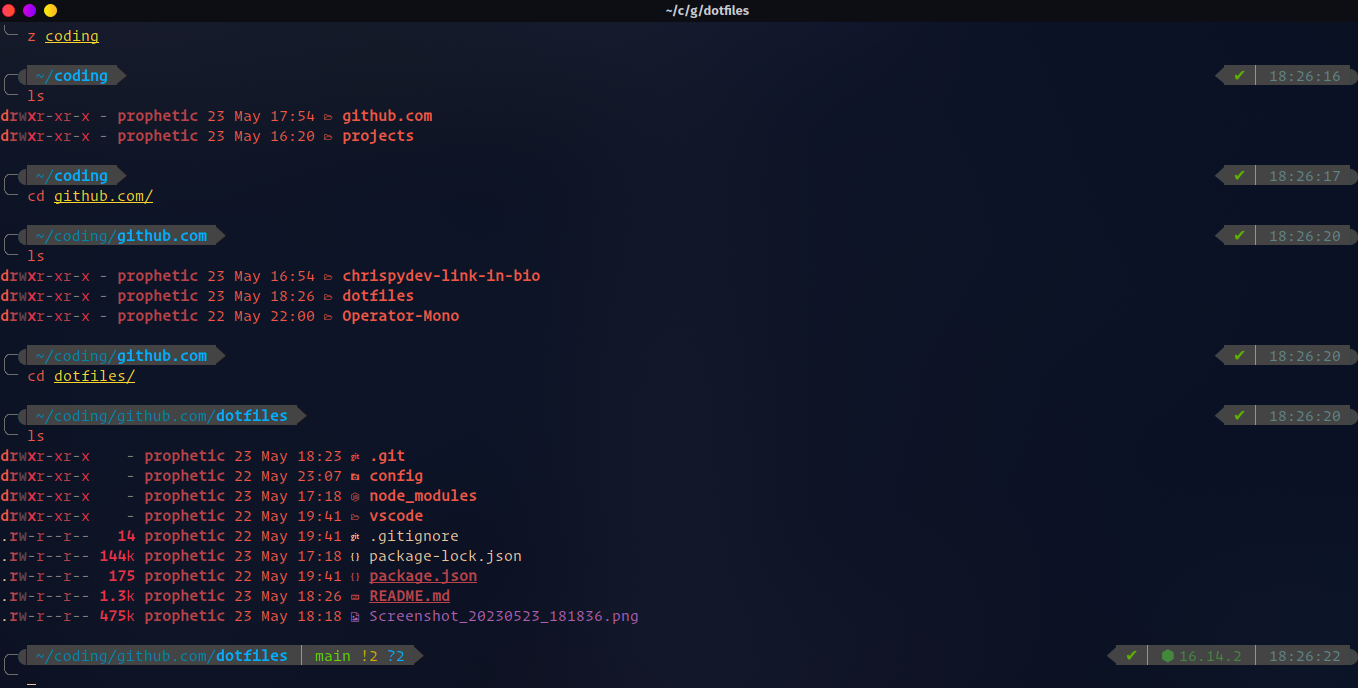 ~/c/g/dotfiles
z coding
~/coding ✔ 18:26:16
ls
drwxr-xr-x - prophetic 23 May 17:54 github.com
drwxr-xr-x - prophetic 23 May 16:20 projects
~/coding ✔ 18:26:17
cd github.com/
~/coding/github.com ✔ 18:26:20
ls
drwxr-xr-x - prophetic 23 May 16:54 chrispydev-link-in-bio
drwxr-xr-x - prophetic 23 May 18:26 dotfiles
drwxr-xr-x - prophetic 22 May 22:00 Operator-Mono
~/coding/github.com ✔ 18:26:20
cd dotfiles/
~/coding/github.com/dotfiles ✔ 18:26:20
ls
drwxr-xr-x - prophetic 23 May 18:23 .git
drwxr-xr-x - prophetic 22 May 23:07 config
drwxr-xr-x - prophetic 23 May 17:18 node_modules
drwxr-xr-x - prophetic 22 May 19:41 vscode
.rw-r--r-- 14 prophetic 22 May 19:41 .gitignore
.rw-r--r-- 144k prophetic 23 May 17:18 package-lock.json
.rw-r--r-- 175 prophetic 22 May 19:41 package.json
.rw-r--r-- 1.3k prophetic 23 May 18:26 README.md
.rw-r--r-- 475k prophetic 23 May 18:18 Screenshot_20230523_181836.png
~/coding/github.com/dotfiles main !2 ?2 ✔ 16.14.2 18:26:22